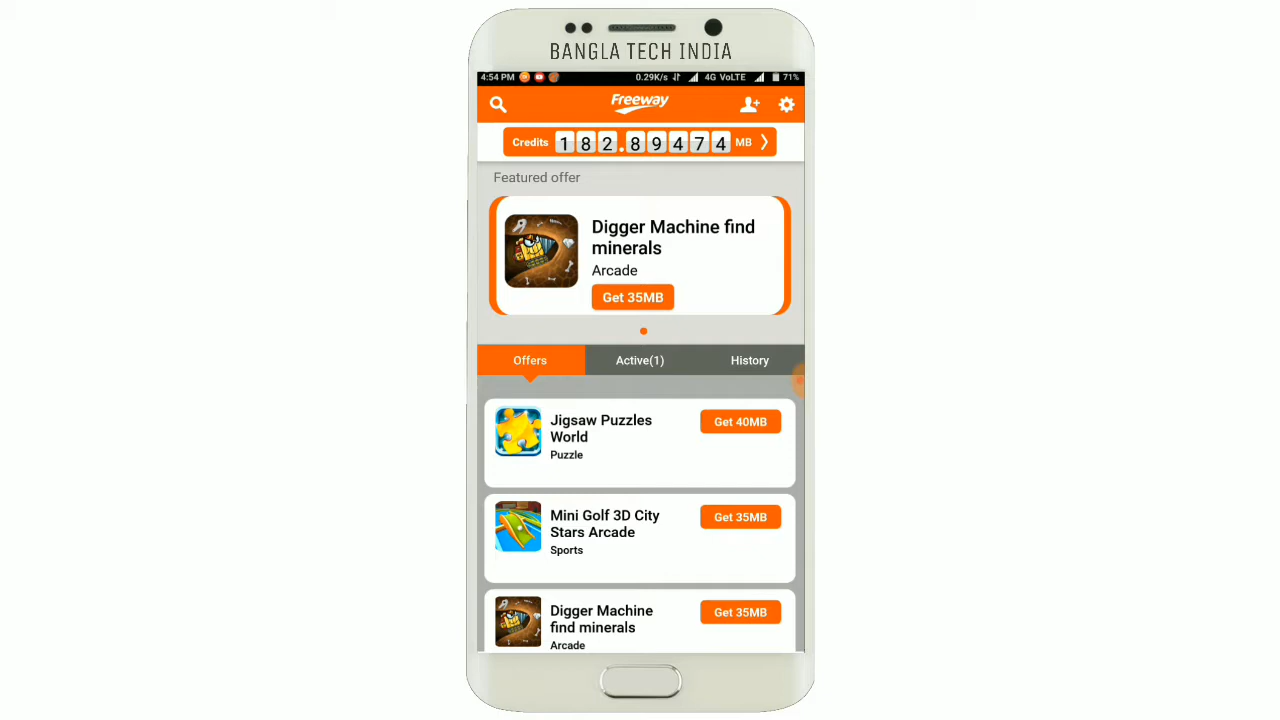 BANGLA TECH INDIA
4:54 PM 0.29K/s 4G VoLTE 71%
Freeway
Credits 182.89474 MB
Featured offer
Digger Machine find
minerals
Arcade
Get 35MB
Offers Active(1) History
Jigsaw Puzzles
World
Puzzle
Get 40MB
Mini Golf 3D City
Stars Arcade
Sports
Get 35MB
Digger Machine
find minerals
Arcade
Get 35MB